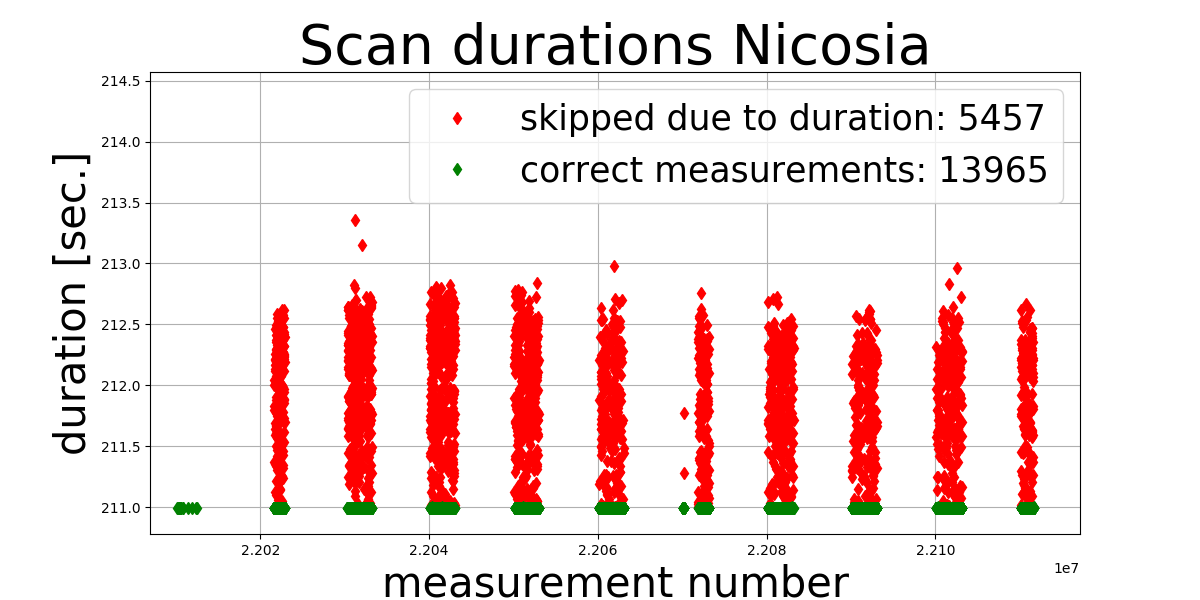 Scan durations Nicosia
214.5
214.0
213.5
213.0
212.5
212.0
211.5
211.0
duration [sec.]
skipped due to duration: 5457
correct measurements: 13965
2.202 2.204 2.206 2.208 2.210
1e7
measurement number